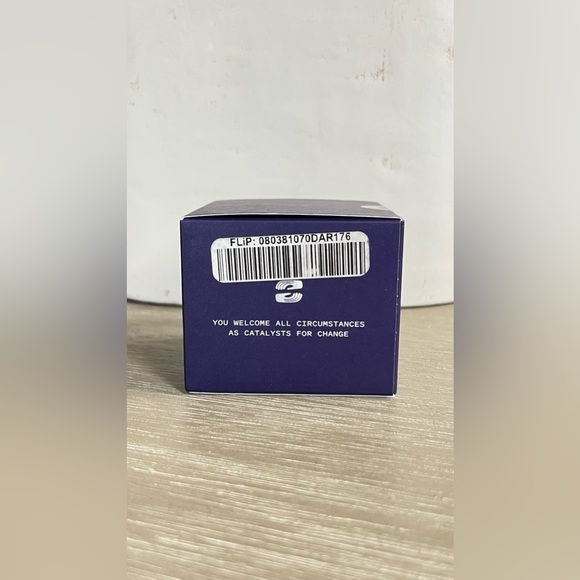 FLiP: 080381070DAR176
S
YOU WELCOME ALL CIRCUMSTANCES
AS CATALYSTS FOR CHANGE